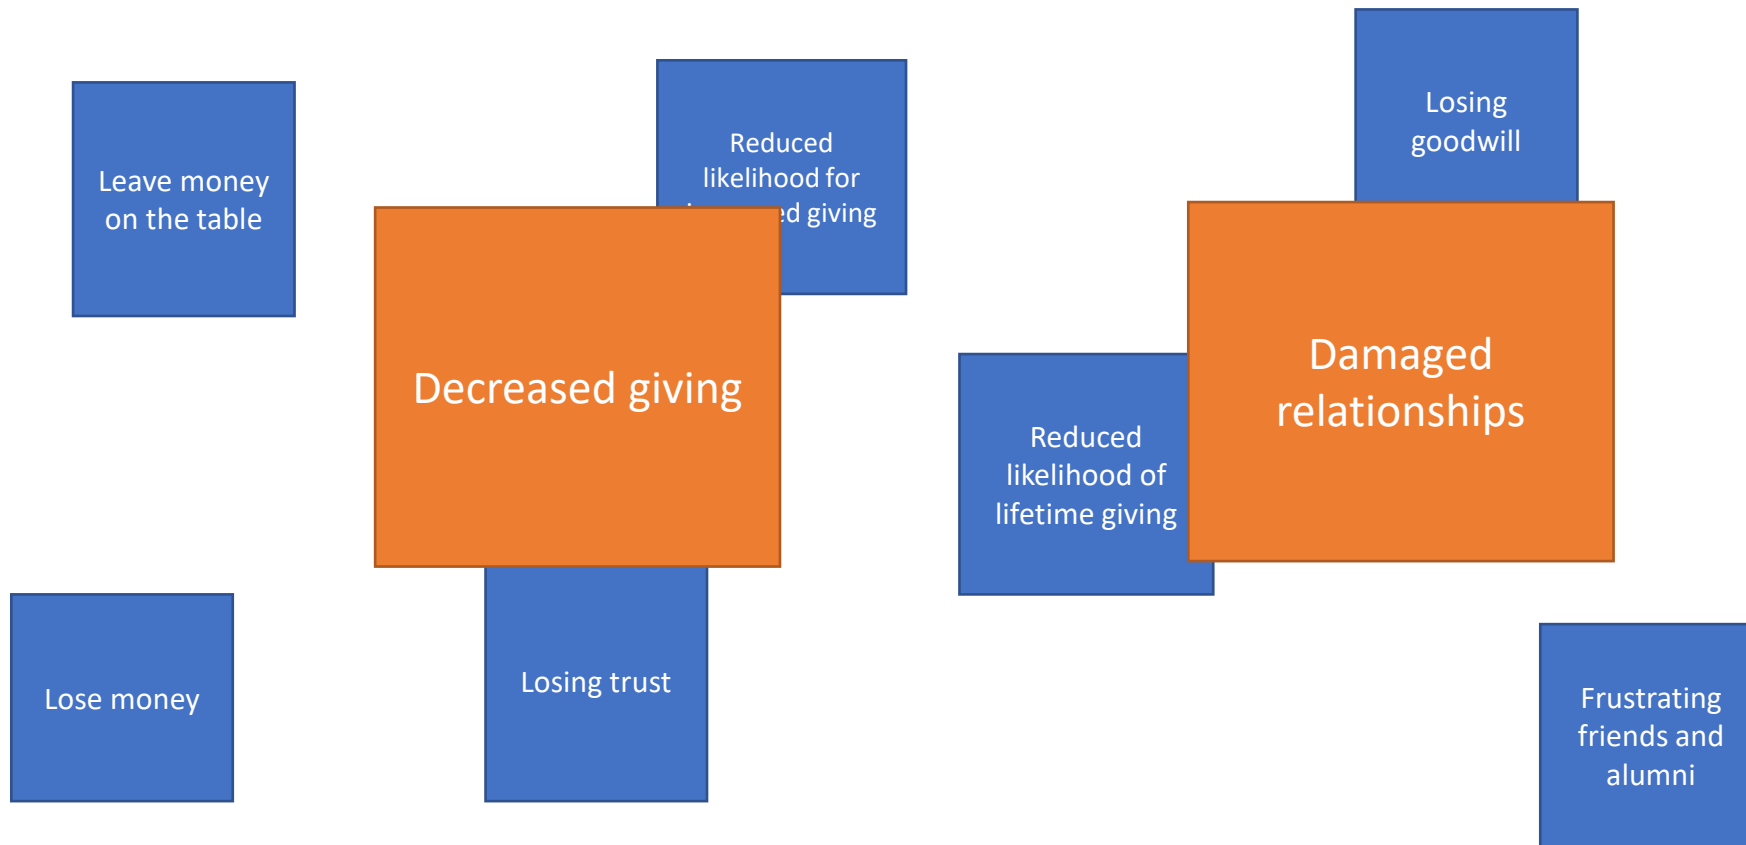 Losing
goodwill
Reduced
likelihood for
ed giving
Leave money
on the table
Damaged
relationships
Decreased giving
Reduced
likelihood of
lifetime giving
Losing trust
Lose money
Frustrating
friends and
alumni